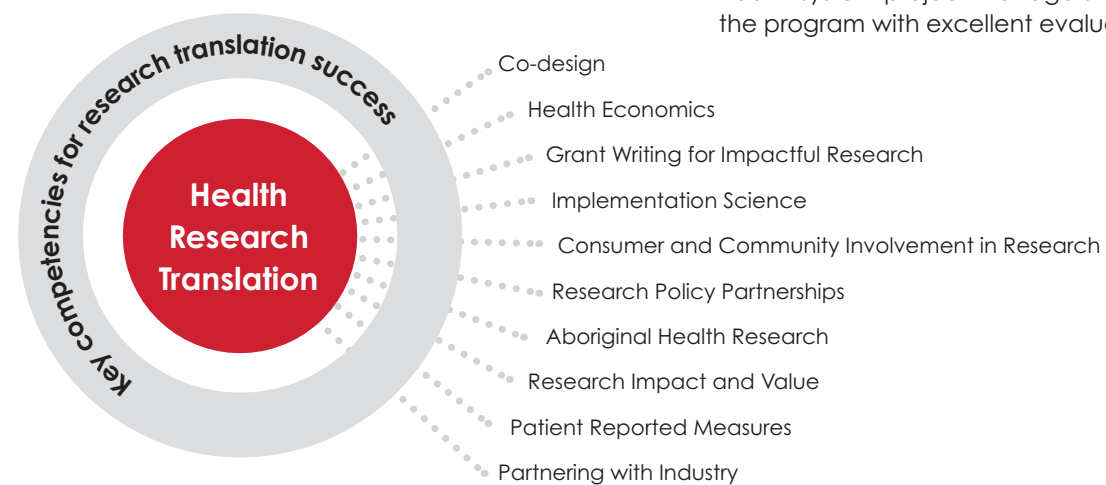 the program with excellent evalua
Key competencies for research translation success
Health
Research
Translation
Co-design
Health Economics
Grant Writing for Impactful Research
Implementation Science
Consumer and Community Involvement in Research
Research Policy Partnerships
Aboriginal Health Research
Research Impact and Value
Patient Reported Measures
Partnering with Industry